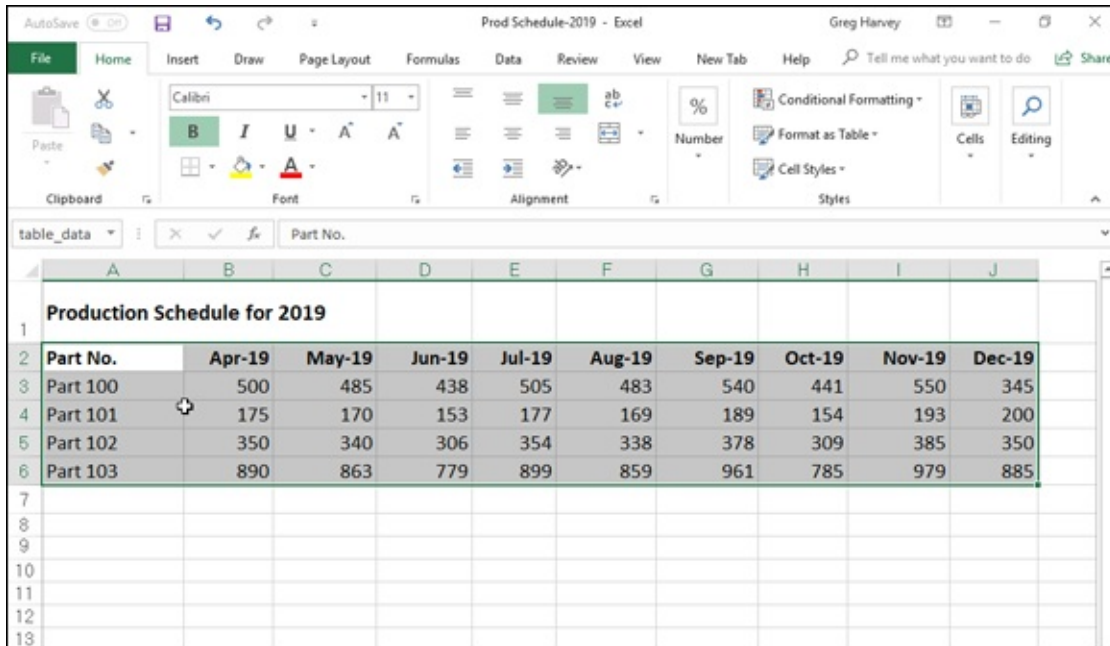 AutoSave Off Prod Schedule-2019 - Excel Greg Harvey
File Home Insert Draw Page Layout Formulas Data Review View New Tab Help Tell me what you want to do Share
Calibri 11 ab % Conditional Formatting
Paste B I U A A Number Format as Table Cells Editing
A Cell Styles
Clipboard Font Alignment Styles
table_data fx Part No.
A B C D E F G H I J
1 Production Schedule for 2019
2 Part No. Apr-19 May-19 Jun-19 Jul-19 Aug-19 Sep-19 Oct-19 Nov-19 Dec-19
3 Part 100 500 485 438 505 483 540 441 550 345
4 Part 101 175 170 153 177 169 189 154 193 200
5 Part 102 350 340 306 354 338 378 309 385 350
6 Part 103 890 863 779 899 859 961 785 979 885
7
8
9
10
11
12
13